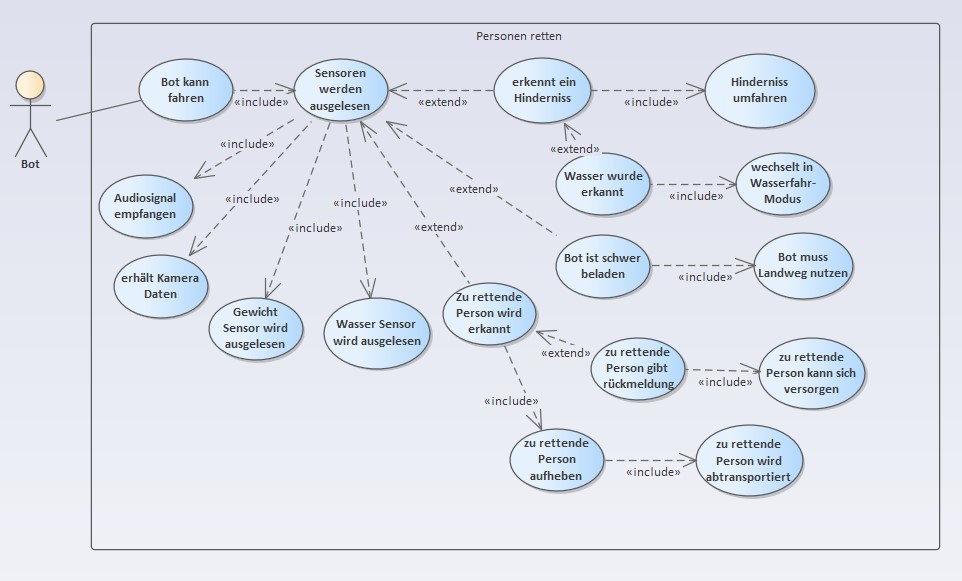 Personen retten
Bot
Bot kann
fahren
«include»
Sensoren
werden
ausgelesen
«extend»
erkennt ein
Hinderniss
«include»
Hinderniss
umfahren
«include»
«extend»
Audiosignal
empfangen
«include»
«include»
«include»
«extend»
«extend»
Wasser wurde
erkannt
«include»
wechselt in
Wasserfahr-
Modus
erhält Kamera
Daten
Bot ist schwer
beladen
«include»
Bot muss
Landweg nutzen
Gewicht
Sensor wird
ausgelesen
Wasser Sensor
wird ausgelesen
Zu rettende
Person wird
erkannt
«extend»
zu rettende
Person gibt
rückmeldung
«include»
zu rettende
Person kann sich
versorgen
«include»
zu rettende
Person
aufheben
«include»
zu rettende
Person wird
abtransportiert